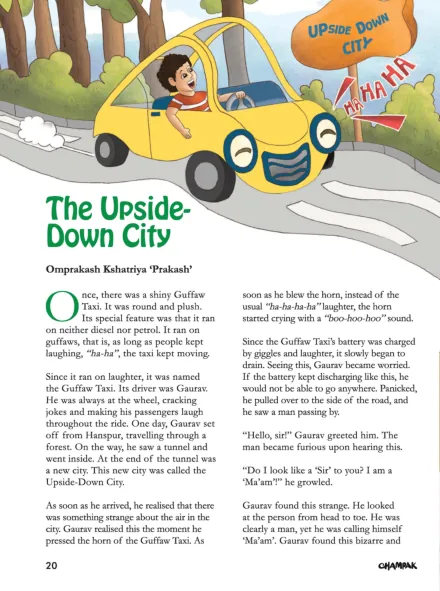 UPSIDE DOWN
CITY
HA HA HA
The Upside-
Down City
Omprakash Kshatriya ‘Prakash’
Once, there was a shiny Guffaw
Taxi. It was round and plush.
Its special feature was that it ran
on neither diesel nor petrol. It ran on
guffaws, that is, as long as people kept
laughing, “ha-ha”, the taxi kept moving.
Since it ran on laughter, it was named
the Guffaw Taxi. Its driver was Gaurav.
He was always at the wheel, cracking
jokes and making his passengers laugh
throughout the ride. One day, Gaurav set
off from Hanspur, travelling through a
forest. On the way, he saw a tunnel and
went inside. At the end of the tunnel was
a new city. This new city was called the
Upside-Down City.
As soon as he arrived, he realised that there
was something strange about the air in the
city. Gaurav realised this the moment he
pressed the horn of the Guffaw Taxi. As
soon as he blew the horn, instead of the
usual “ha-ha-ha-ha” laughter, the horn
started crying with a “boo-hoo-hoo” sound.
Since the Guffaw Taxi’s battery was charged
by giggles and laughter, it slowly began to
drain. Seeing this, Gaurav became worried.
If the battery kept discharging like this, he
would not be able to go anywhere. Panicked,
he pulled over to the side of the road, and
he saw a man passing by.
“Hello, sir!” Gaurav greeted him. The
man became furious upon hearing this.
“Do I look like a ‘Sir’ to you? I am a
‘Ma’am’!” he growled.
Gaurav found this strange. He looked
at the person from head to toe. He was
clearly a man, yet he was calling himself
‘Ma’am’. Gaurav found this bizarre and
20
CHAMPAK